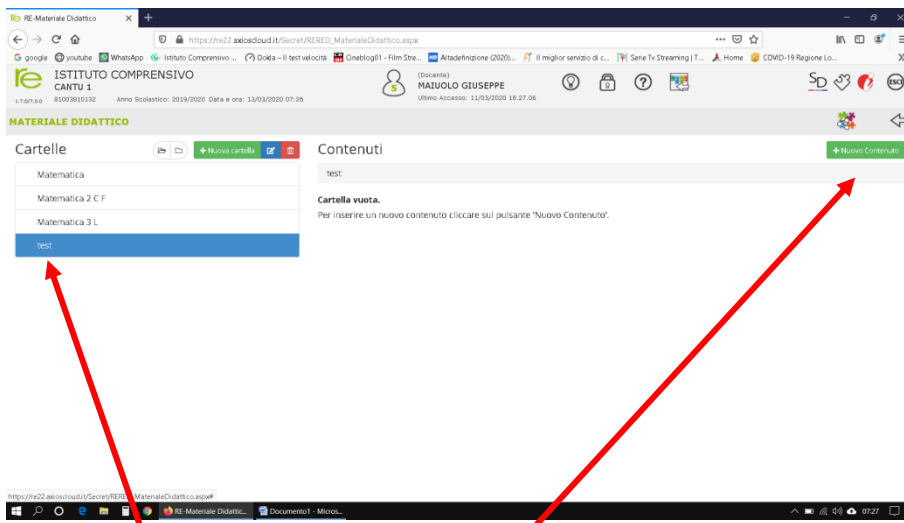 RE-Materiale Didattico
https://re22.axioscloud.it/Secret/RERED_MaterialeDidattico.aspx
google youtube WhatsApp Istituto Comprensivo ... Ookla – Il test velocità Cineblog01 - Film Stre... Altadefinizione (2020)... Il miglior servizio di c... Serie Tv Streaming | T... Home COVID-19 Regione Lo...
re ISTITUTO COMPRENSIVO
CANTU 1
81003910132 Anno Scolastico: 2019/2020 Data e ora: 13/03/2020 07:26
S
(Docente)
MAIUOLO GIUSEPPE
Ultimo Accesso: 11/03/2020 18.27.06
SD
ESCI
MATERIALE DIDATTICO
Cartelle
+Nuova cartella
Contenuti
+Nuovo Contenuto
Matematica
Matematica 2 C F
Matematica 3 L
test
test
Cartella vuota.
Per inserire un nuovo contenuto cliccare sul pulsante 'Nuovo Contenuto'.
https://re22.axioscloud.it/Secret/RERED_MaterialeDidattico.aspx#
RE-Materiale Didattic... Documento1 - Micros... 07:27